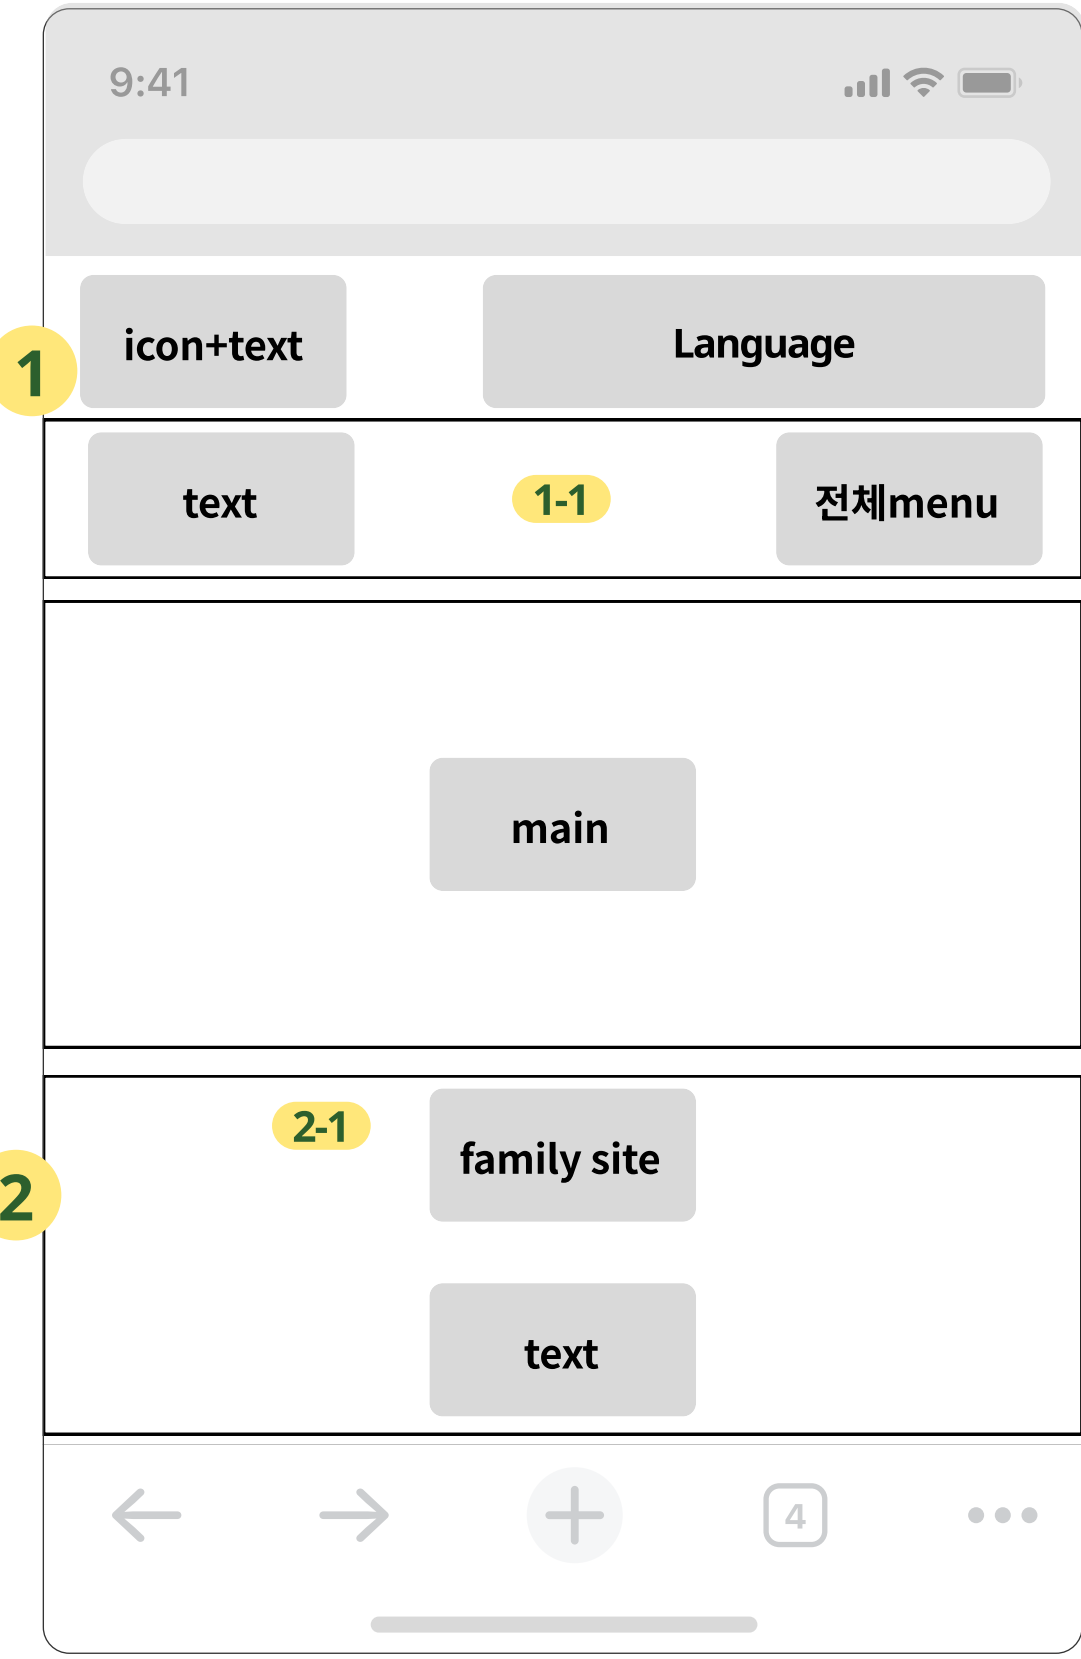 9:41
icon+text
Language
1
text
1-1
전체menu
main
2-1
family site
2
text
4